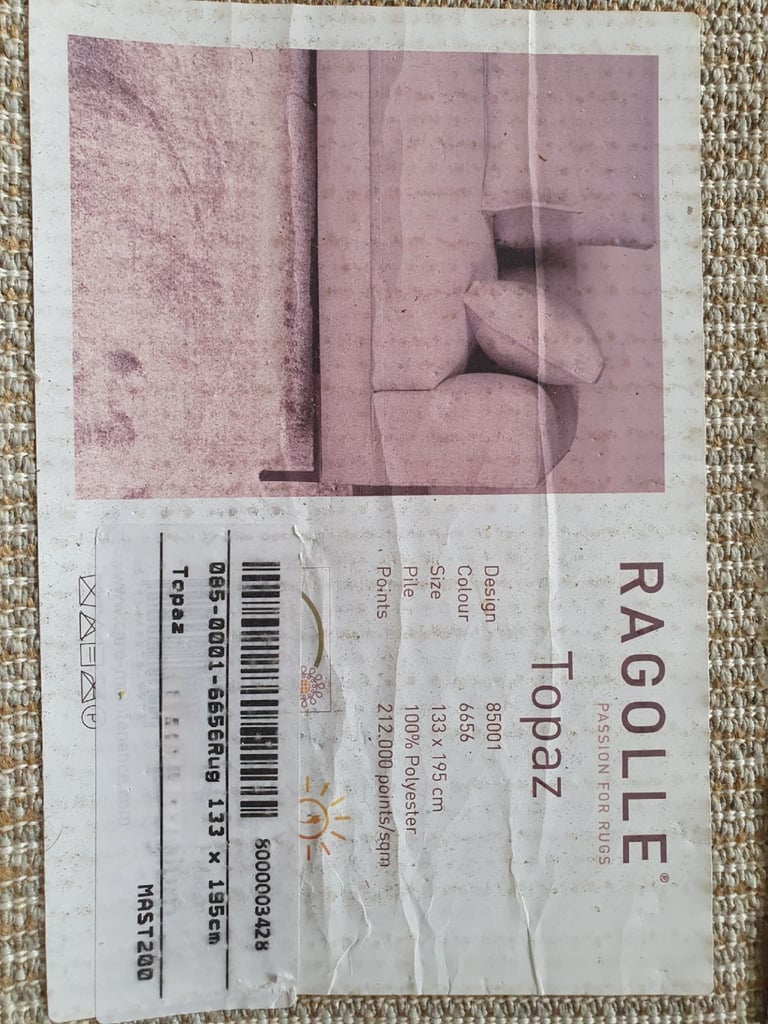 RAGOLLE®
PASSION FOR RUGS
Topaz
Design 85001
Colour 6656
Size 133 x 195 cm
Pile 100% Polyester
Points 212.000 points/sqm
8000003428
085-0001-6656Rug 133 x 195cm
Topaz
MAST200